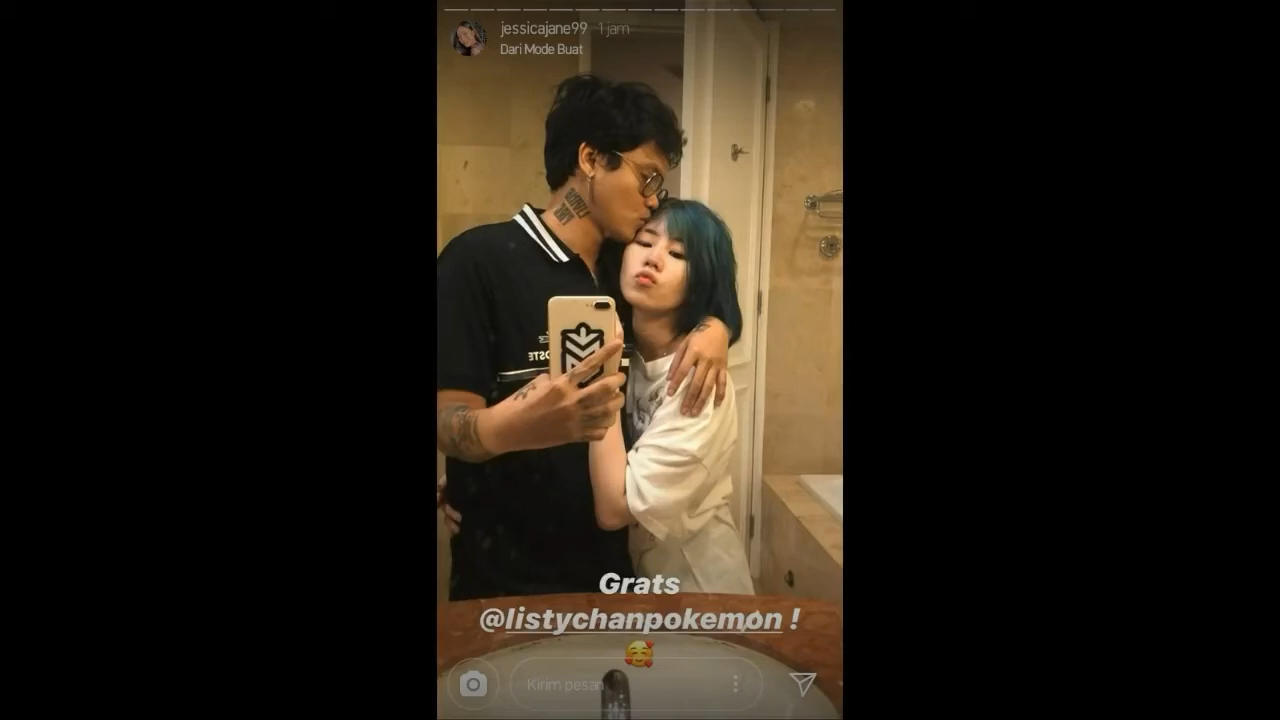 jessicajane99 1 jam
Dari Mode Buat
Grats
@listychanpokemon !
Kirim pesan